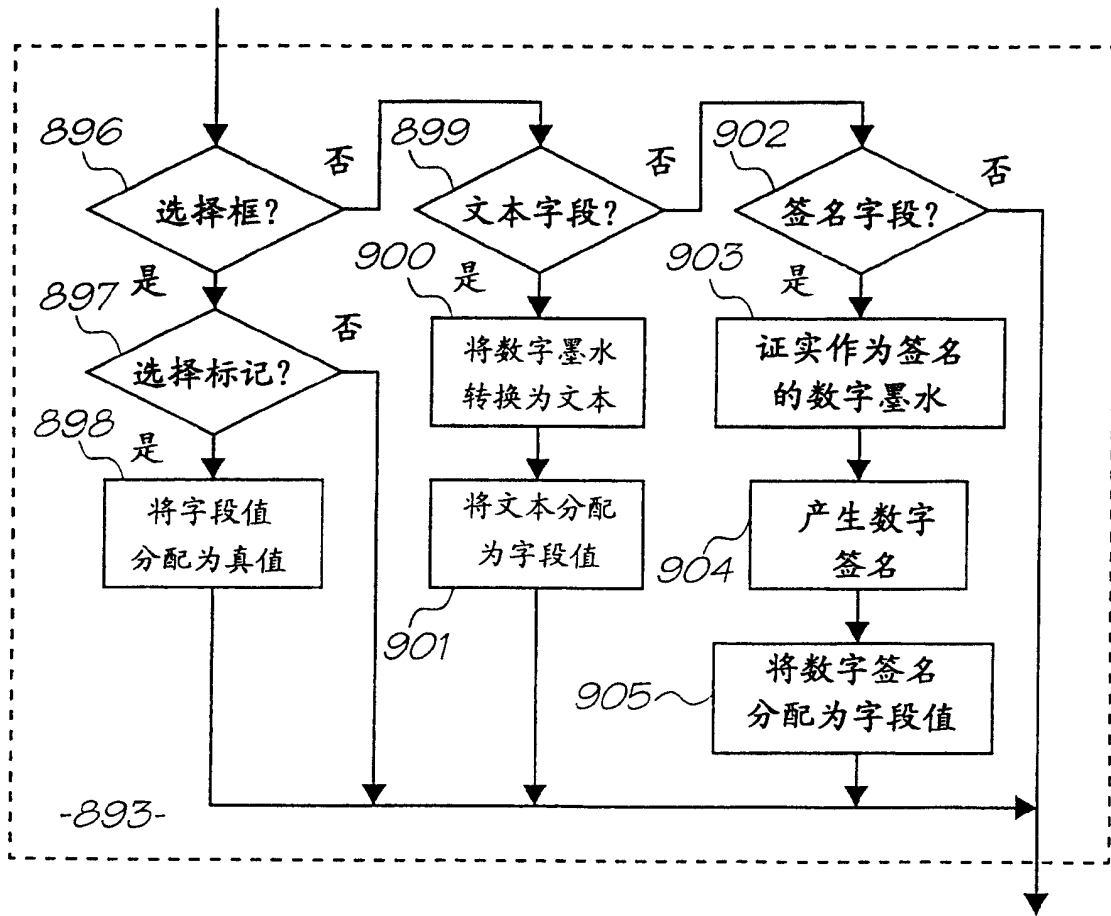 896
否
899
否
902
否
选择框?
文本字段?
签名字段?
是
900
是
903
是
897
否
选择标记?
将数字墨水
转换为文本
证实作为签名
的数字墨水
898
是
将字段值
分配为真值
将文本分配
为字段值
901
产生数字
签名
904
将数字签名
分配为字段值
905
-893-